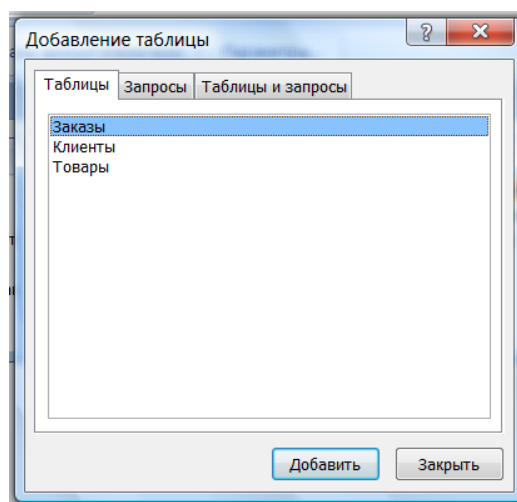 Добавление таблицы
Таблицы Запросы Таблицы и запросы
Заказы
Клиенты
Товары
Добавить Закрыть